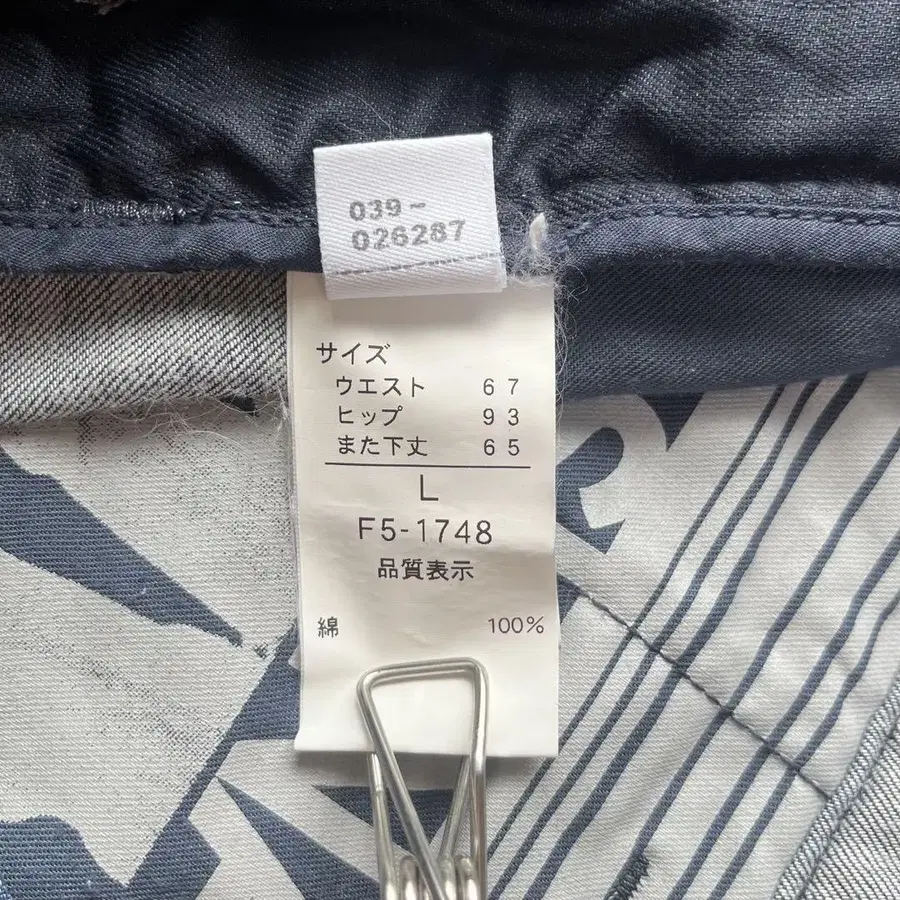 039-
026287
サイズ
ウエスト 67
ヒップ 93
また下丈 65
L
F5-1748
品質表示
綿 100%